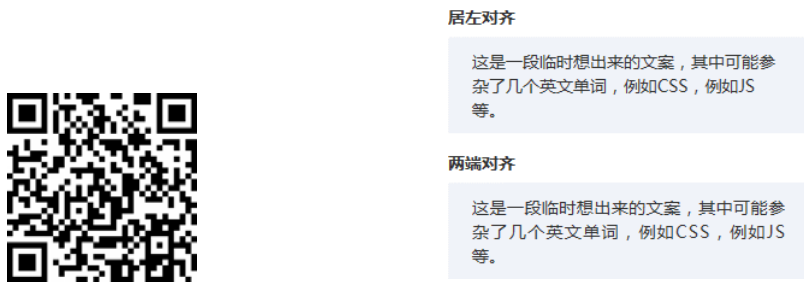 居左对齐
这是一段临时想出来的文案，其中可能参
杂了几个英文单词，例如CSS，例如JS
等。
两端对齐
这是一段临时想出来的文案，其中可能参
杂了几个英文单词，例如CSS，例如JS
等。